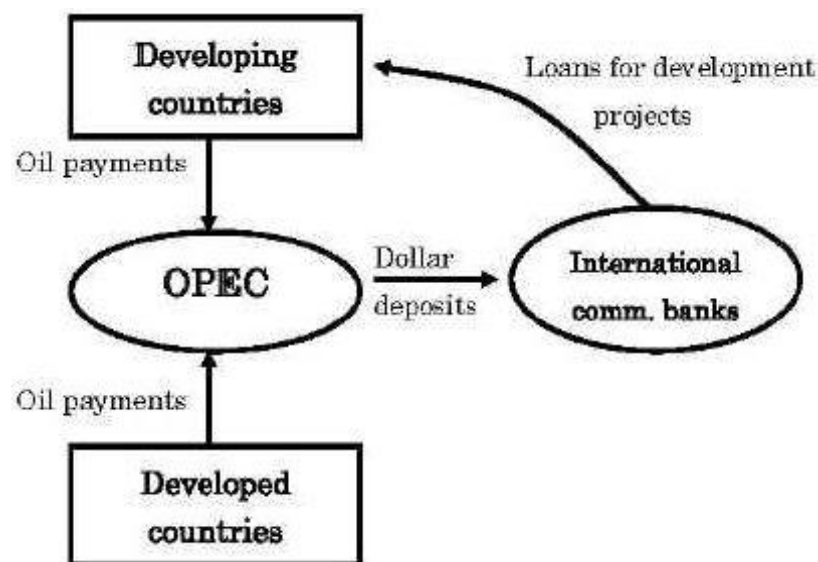 Developing
countries
Loans for development
projects
Oil payments
OPEC
Dollar
deposits
International
comm. banks
Oil payments
Developed
countries